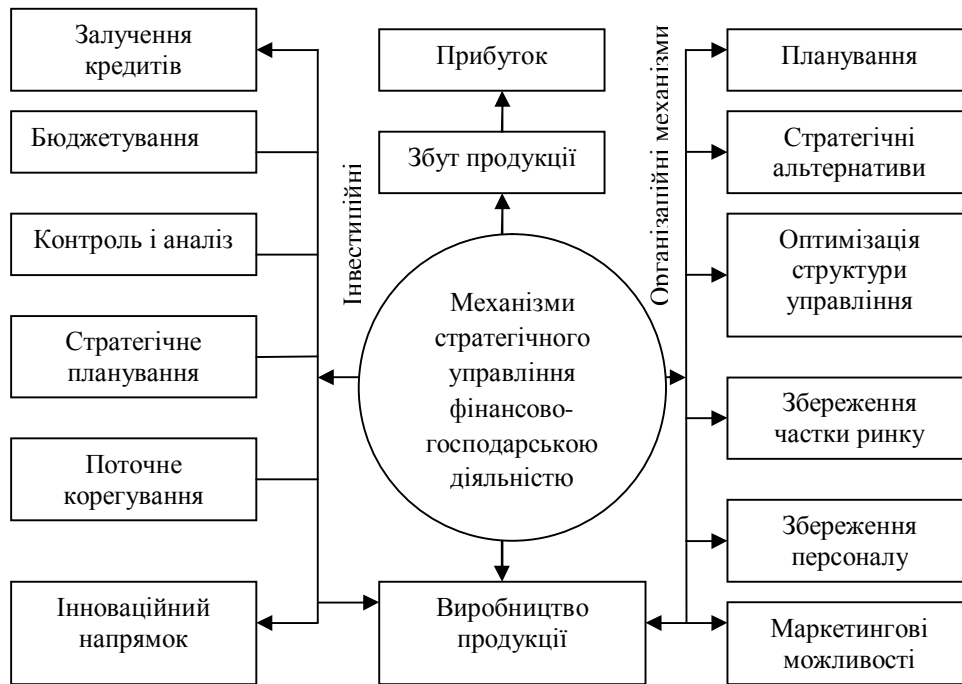 Залучення
кредитів
Бюджетування
Контроль і аналіз
Стратегічне
планування
Поточне
корегування
Інноваційний
напрямок
Інвестиційні
Прибуток
Збут продукції
Механізми
стратегічного
управління
фінансово-
господарською
діяльністю
Виробництво
продукції
Організаційні механізми
Планування
Стратегічні
альтернативи
Оптимізація
структури
управління
Збереження
частки ринку
Збереження
персоналу
Маркетингові
можливості